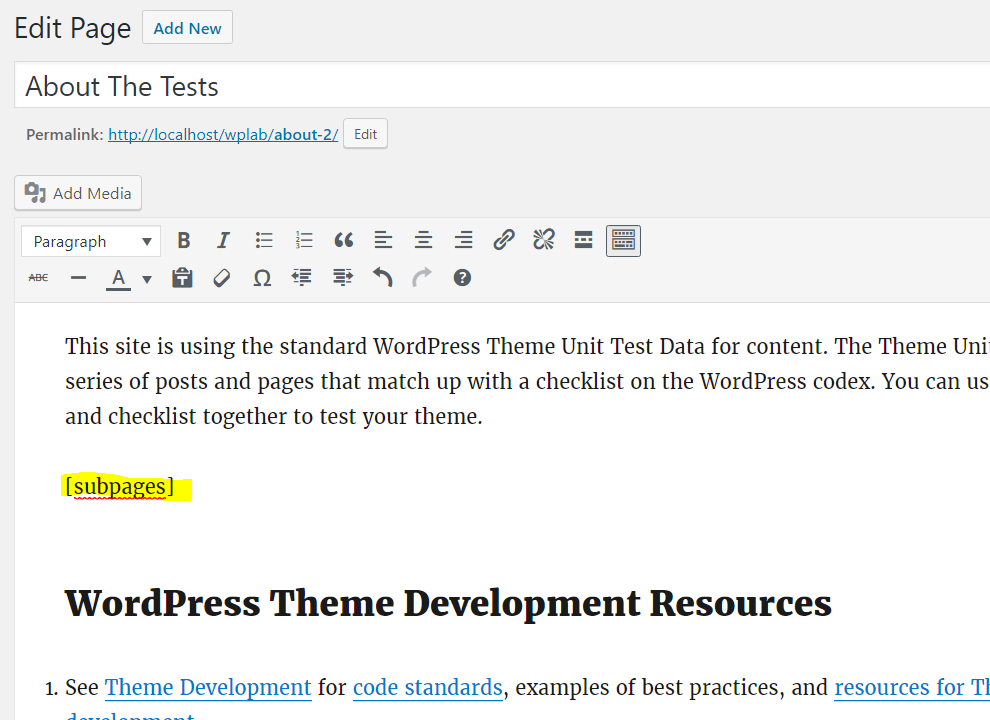 Edit Page Add New
About The Tests
Permalink: http://localhost/wplab/about-2/ Edit
Add Media
Paragraph B I
ABC A Ω
This site is using the standard WordPress Theme Unit Test Data for content. The Theme Uni
series of posts and pages that match up with a checklist on the WordPress codex. You can us
and checklist together to test your theme.
[subpages]
WordPress Theme Development Resources
1. See Theme Development for code standards, examples of best practices, and resources for Th
development